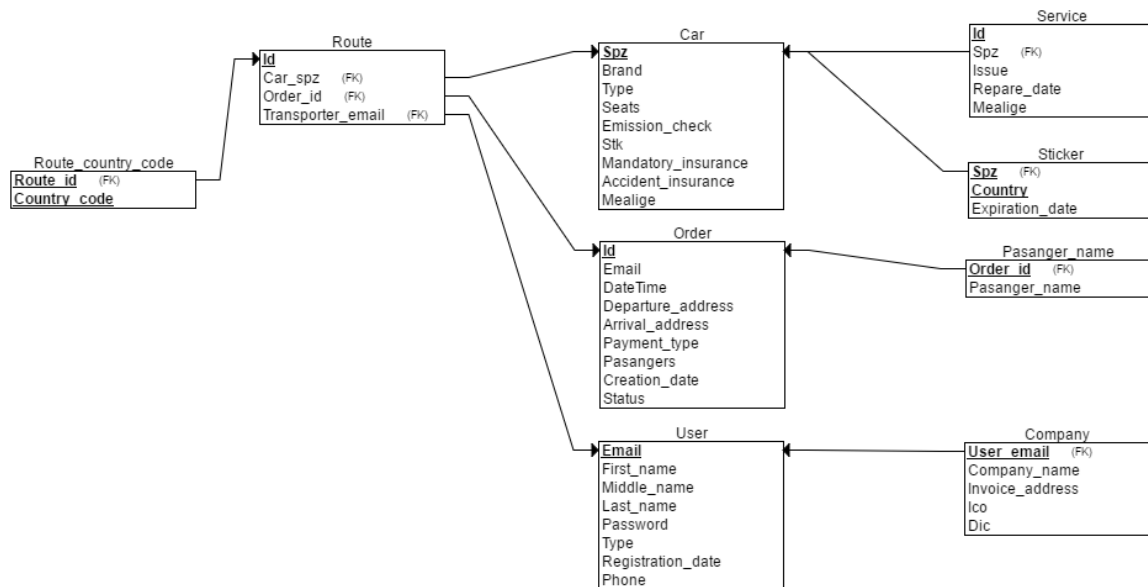 Route_country_code
Route_id (FK)
Country_code
Route
Id
Car_spz (FK)
Order_id (FK)
Transporter_email (FK)
Car
Spz
Brand
Type
Seats
Emission_check
Stk
Mandatory_insurance
Accident_insurance
Mealige
Order
Id
Email
DateTime
Departure_address
Arrival_address
Payment_type
Pasangers
Creation_date
Status
User
Email
First_name
Middle_name
Last_name
Password
Type
Registration_date
Phone
Service
Id
Spz (FK)
Issue
Repare_date
Mealige
Sticker
Spz (FK)
Country
Expiration_date
Pasanger_name
Order_id (FK)
Pasanger_name
Company
User_email (FK)
Company_name
Invoice_address
Ico
Dic